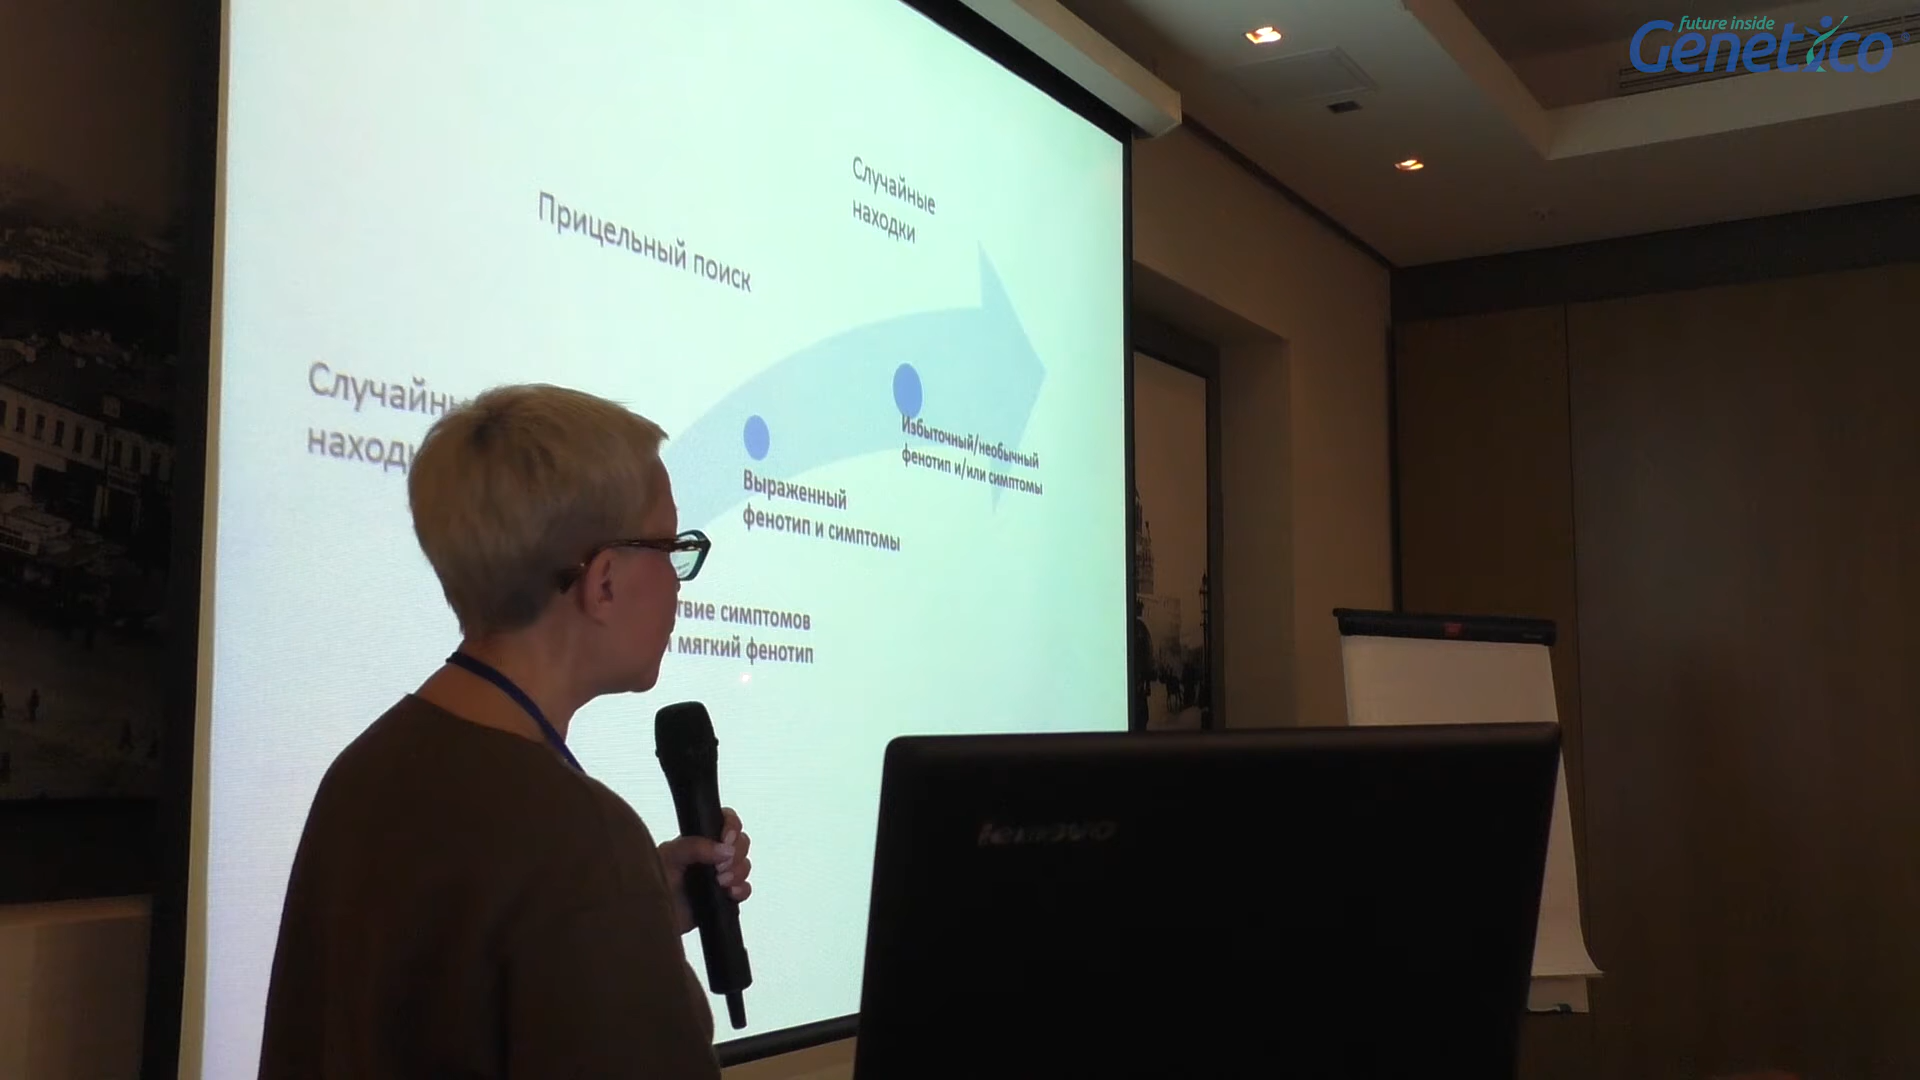 future inside
Genetico
Случайные
находки
Прицельный поиск
Случайны
наход
Избыточный/необычный
фенотип и/или симптомы
Выраженный
фенотип и симптомы
твие симптомов
мягкий фенотип
lenovo